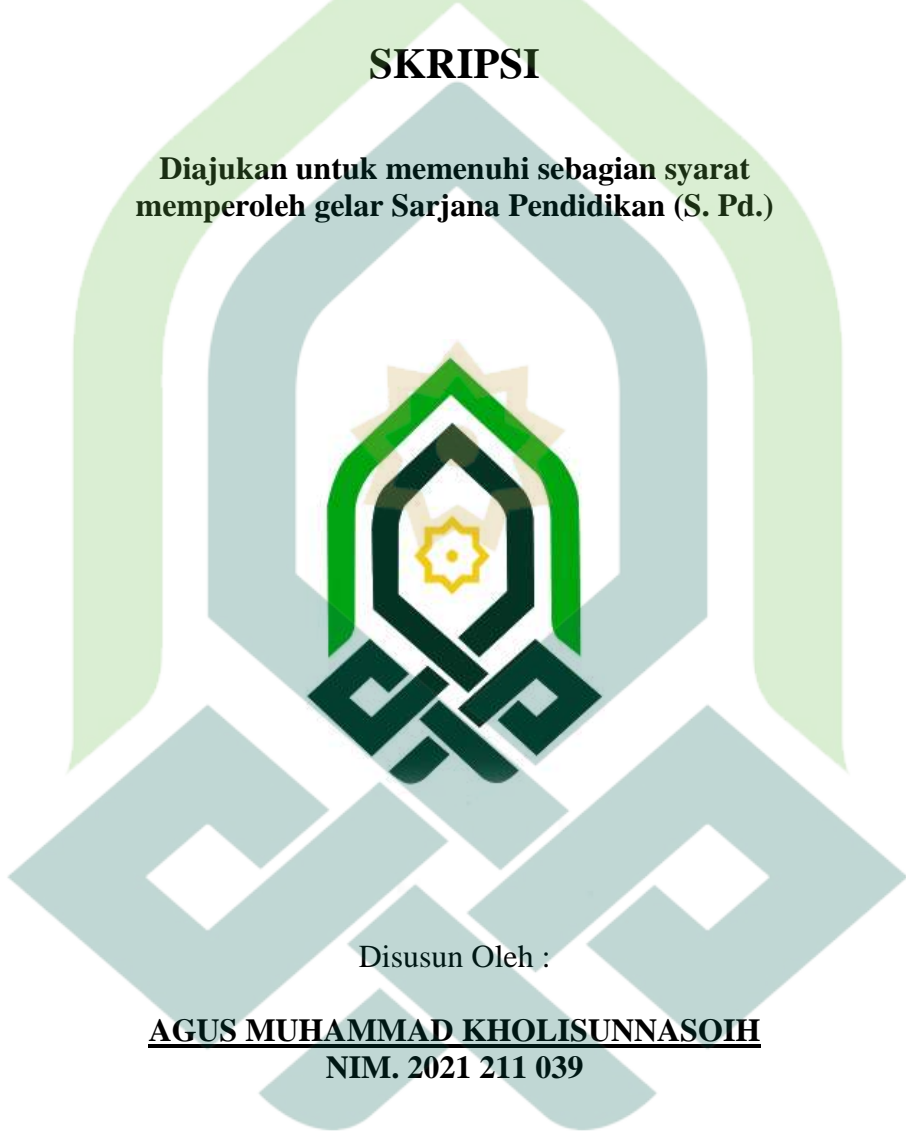 SKRIPSI
Diajukan untuk memenuhi sebagian syarat
memperoleh gelar Sarjana Pendidikan (S. Pd.)
Disusun Oleh :
AGUS MUHAMMAD KHOLISUNNASOIH
NIM. 2021 211 039